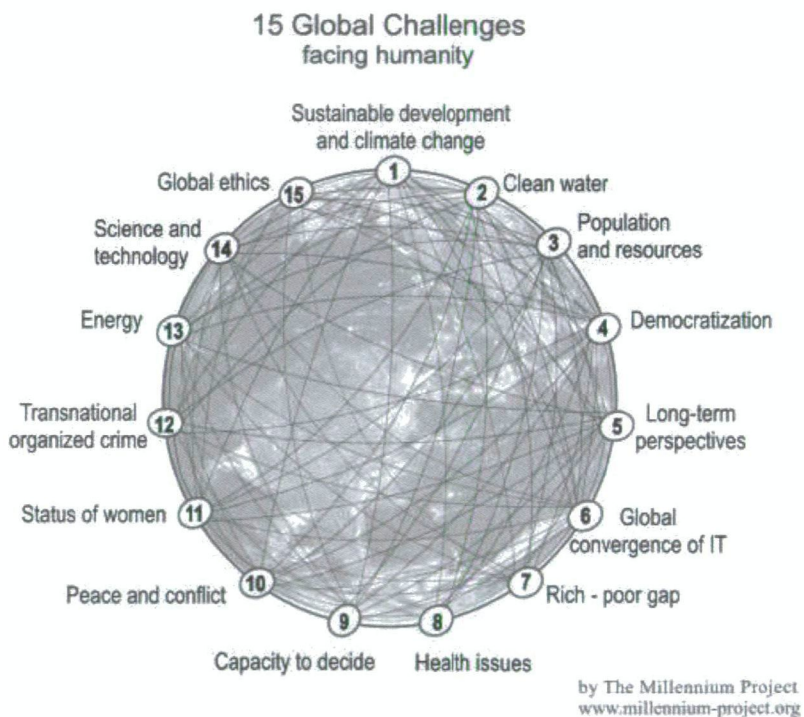 15 Global Challenges
facing humanity
Sustainable development
and climate change
1
2
Clean water
3
Population
and resources
4
Democratization
5
Long-term
perspectives
6
Global
convergence of IT
7
Rich - poor gap
8
Health issues
9
Capacity to decide
10
Peace and conflict
11
Status of women
12
Transnational
organized crime
13
Energy
14
Science and
technology
15
Global ethics
by The Millennium Project
www.millennium-project.org